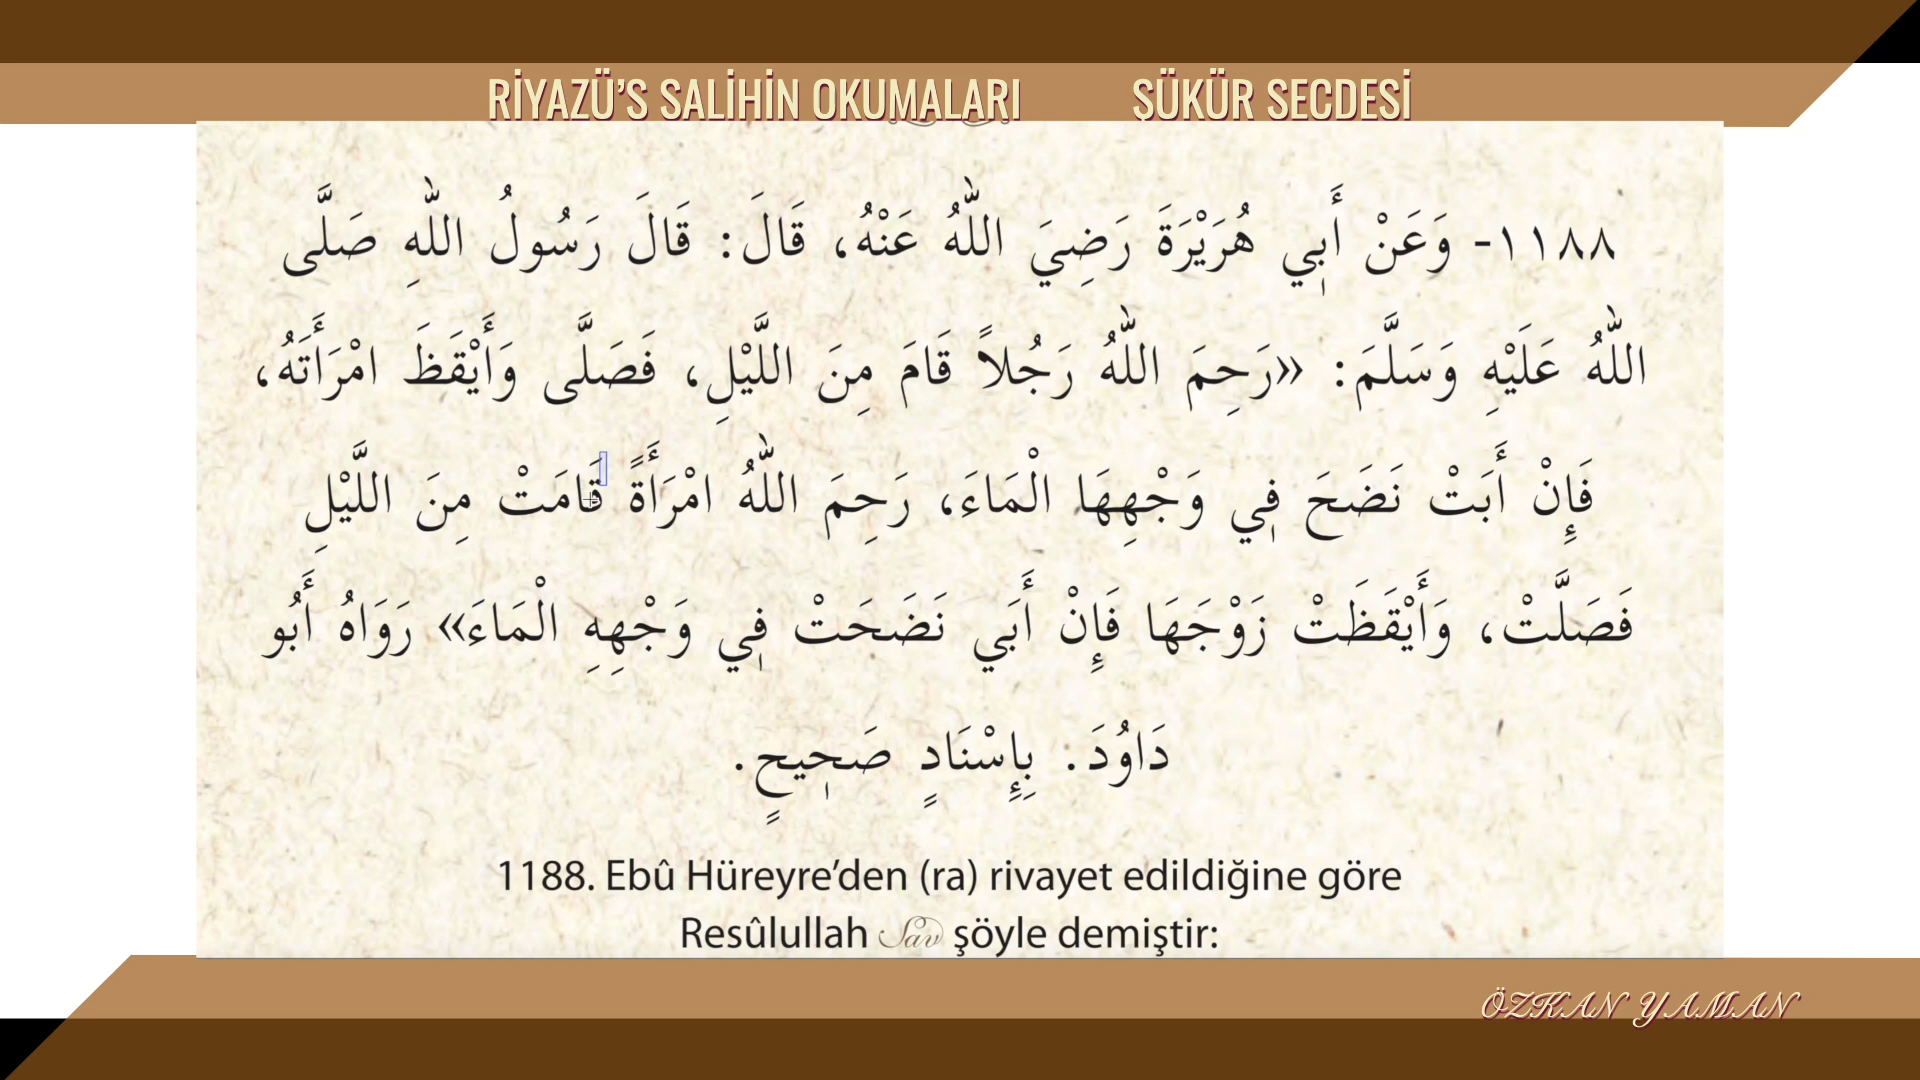 RİYAZÜ’S SALİHİN OKUMALARI ŞÜKÜR SECDESİ
١١٨٨- وَعَنْ أَبِي هُرَيْرَةَ رَضِيَ اللّٰهُ عَنْهُ، قَالَ: قَالَ رَسُولُ اللّٰهِ صَلَّى
اللّٰهُ عَلَيْهِ وَسَلَّمَ: «رَحِمَ اللّٰهُ رَجُلاً قَامَ مِنَ اللَّيْلِ، فَصَلَّى وَأَيْقَظَ امْرَأَتَهُ،
فَإِنْ أَبَتْ نَضَحَ فِي وَجْهِهَا الْمَاءَ، رَحِمَ اللّٰهُ امْرَأَةً قَامَتْ مِنَ اللَّيْلِ
فَصَلَّتْ، وَأَيْقَظَتْ زَوْجَهَا فَإِنْ أَبَي نَضَحَتْ فِي وَجْهِهِ الْمَاءَ» رَوَاهُ أَبُو
دَاوُدَ. بِإِسْنَادٍ صَحِيحٍ.
1188. Ebû Hüreyre’den (ra) rivayet edildiğine göre
Resûlullah Sav şöyle demiştir:
ÖZKAN YAMAN